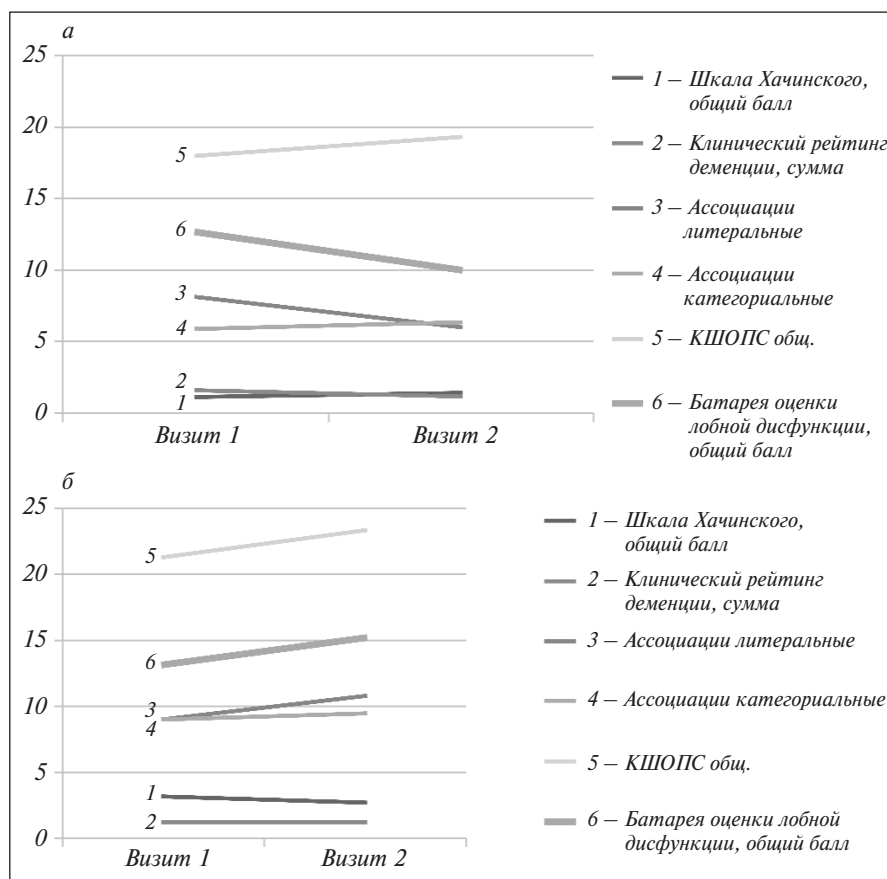 а
25
20
15
10
5
0
5
6
3
4
2
1
Визит 1 Визит 2
1 – Шкала Хачинского,
общий балл
2 – Клинический рейтинг
деменции, сумма
3 – Ассоциации
литеральные
4 – Ассоциации
категориальные
5 – КШОПС общ.
6 – Батарея оценки
лобной дисфункции,
общий балл
б
25
20
15
10
5
0
5
6
3
4
1
2
Визит 1 Визит 2
1 – Шкала Хачинского,
общий балл
2 – Клинический рейтинг
деменции, сумма
3 – Ассоциации литеральные
4 – Ассоциации категориальные
5 – КШОПС общ.
6 – Батарея оценки лобной
дисфункции, общий балл